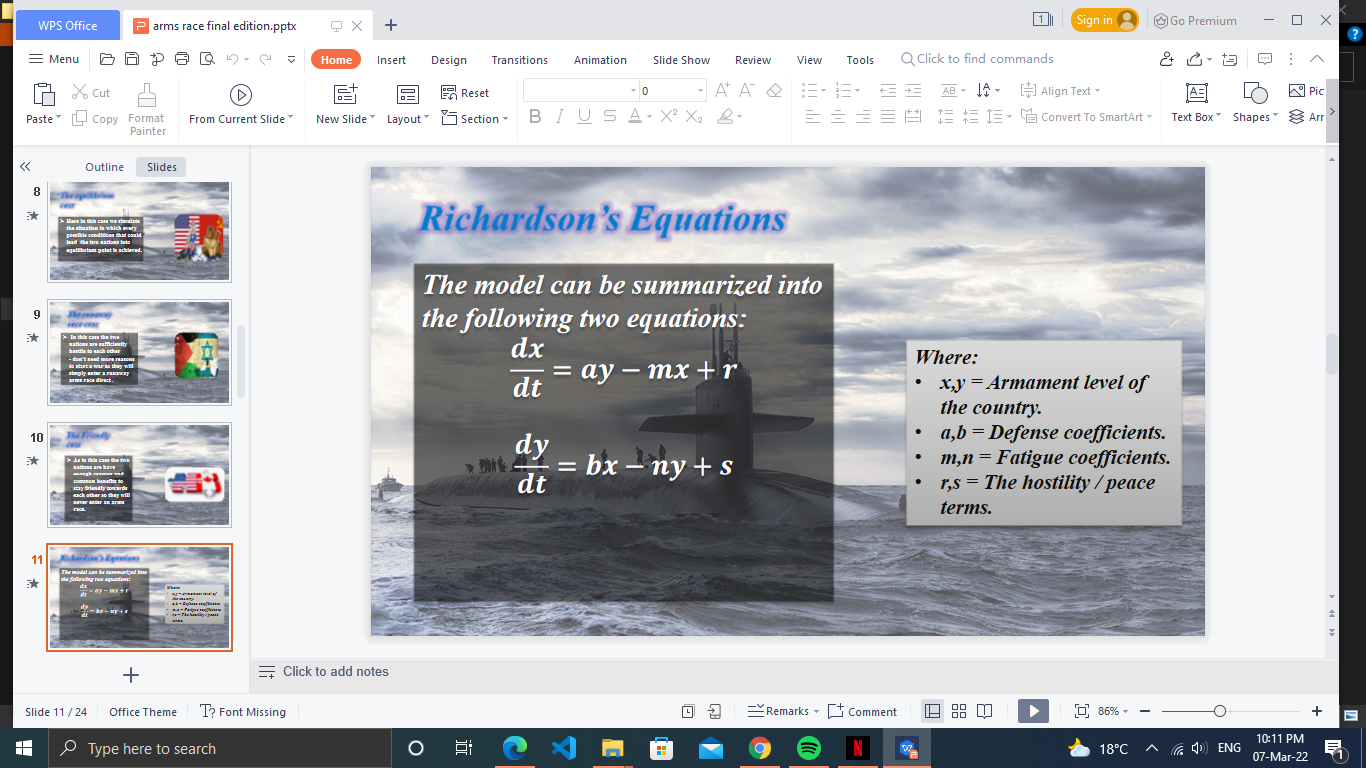 WPS Office
arms race final edition.pptx
1
Sign in
Go Premium
Menu
Home
Insert
Design
Transitions
Animation
Slide Show
Review
View
Tools
Click to find commands
Paste
Cut
Copy
Format
Painter
From Current Slide
New Slide
Layout
Reset
Section
0
B I U S A X² X₂
AB
Align Text
Convert To SmartArt
Text Box
Shapes
Pic
Arr
Outline
Slides
8
The equilibrium
case
Here in this case we simulate
the situation in which every
possible conditions that could
lead the two nations into
equilibrium point is achieved.
9
The runaway
race case
In this case the two
nations are sufficiently
hostile to each other
- don't need more reasons
to start a war so they will
simply enter a runaway
arms race direct .
10
The Friendly
case
As in this case the two
nations are have
enough reasons and
common benefits to
stay friendly towards
each other so they will
never enter an arms
race.
11
Richardson's Equations
The model can be summarized into
the following two equations:
dx/dt = ay − mx + r
dy/dt = bx − ny + s
Where:
x,y = Armament level of
the country.
a,b = Defense coefficients.
m,n = Fatigue coefficients.
r,s = The hostility / peace
terms.
Richardson's Equations
The model can be summarized into
the following two equations:
dx/dt = ay − mx + r
dy/dt = bx − ny + s
Where:
• x,y = Armament level of
the country.
• a,b = Defense coefficients.
• m,n = Fatigue coefficients.
• r,s = The hostility / peace
terms.
Click to add notes
Slide 11 / 24
Office Theme
Font Missing
Remarks
Comment
86%
Type here to search
18°C
ENG
10:11 PM
07-Mar-22
1